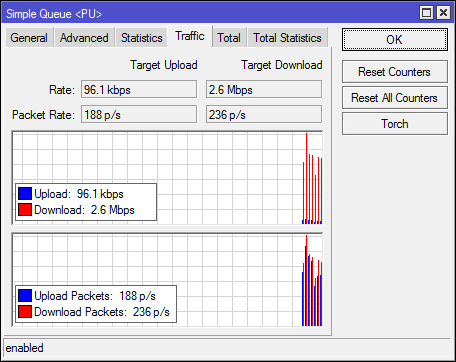 Simple Queue <PU>
General Advanced Statistics Traffic Total Total Statistics
OK
Reset Counters
Reset All Counters
Torch
Target Upload Target Download
Rate: 96.1 kbps 2.6 Mbps
Packet Rate: 188 p/s 236 p/s
Upload: 96.1 kbps
Download: 2.6 Mbps
Upload Packets: 188 p/s
Download Packets: 236 p/s
enabled